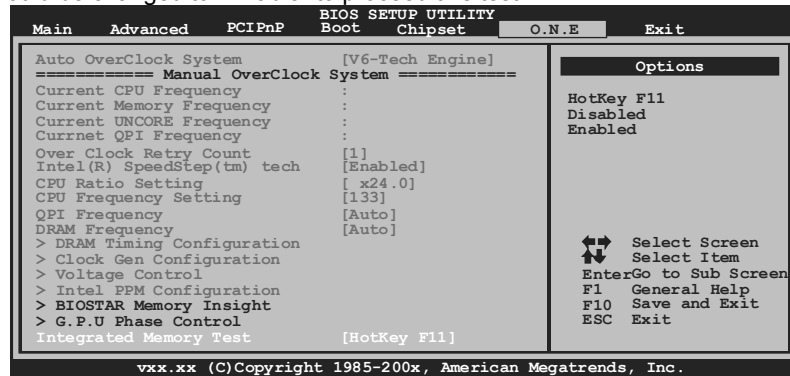 BIOS SETUP UTILITY
Main Advanced PCIPnP Boot Chipset O.N.E Exit
Auto OverClock System [V6-Tech Engine]
============ Manual OverClock System ============
Current CPU Frequency :
Current Memory Frequency :
Current UNCORE Frequency :
Currnet QPI Frequency :
Over Clock Retry Count [1]
Intel(R) SpeedStep(tm) tech [Enabled]
CPU Ratio Setting [ x24.0]
CPU Frequency Setting [133]
QPI Frequency [Auto]
DRAM Frequency [Auto]
> DRAM Timing Configuration
> Clock Gen Configuration
> Voltage Control
> Intel PPM Configuration
> BIOSTAR Memory Insight
> G.P.U Phase Control
Integrated Memory Test [HotKey F11]
Options
HotKey F11
Disabled
Enabled
Select Screen
Select Item
EnterGo to Sub Screen
F1 General Help
F10 Save and Exit
ESC Exit
vxx.xx (C)Copyright 1985-200x, American Megatrends, Inc.